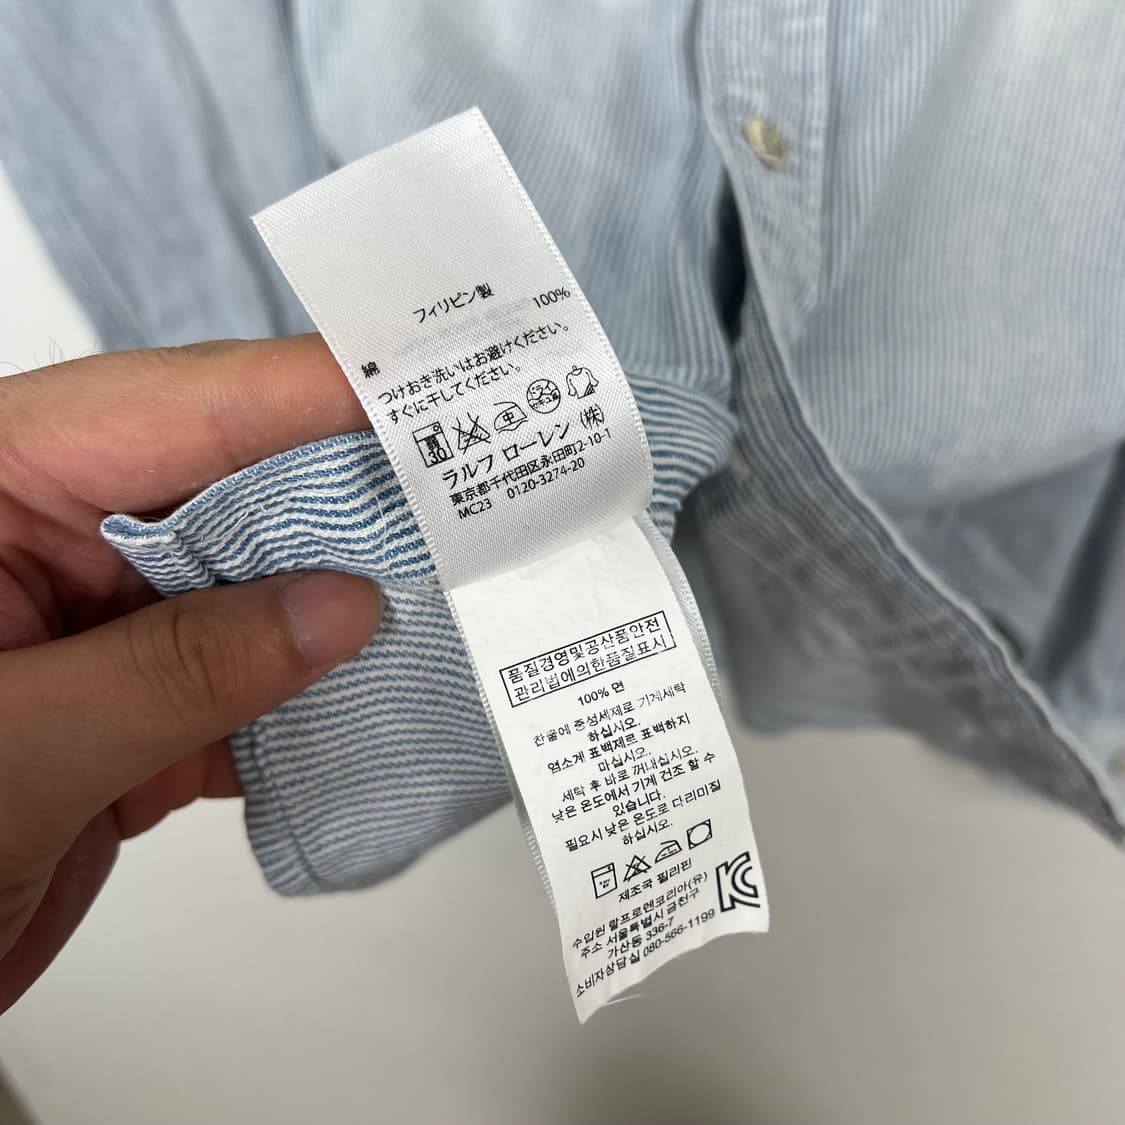 フィリピン製
綿 100%
つけおき洗いはお避けください。
すぐに干してください。
弱
30
中
ドライ
セキユ系
ラルフ ローレン (株)
東京都千代田区永田町2-10-1
MC23 0120-3274-20
품질경영및공산품안전
관리법에의한품질표시
100% 면
찬물에 중성세제로 기계세탁
하십시오.
염소계 표백제로 표백하지
마십시오.
세탁 후 바로 꺼내십시오.
낮은 온도에서 기계 건조 할 수
있습니다.
필요시 낮은 온도로 다리미질
하십시오.
제조국 필리핀
수입원 랄프로렌코리아(유)
주소 서울특별시 금천구
가산동 336-7
소비자상담실 080-566-1199